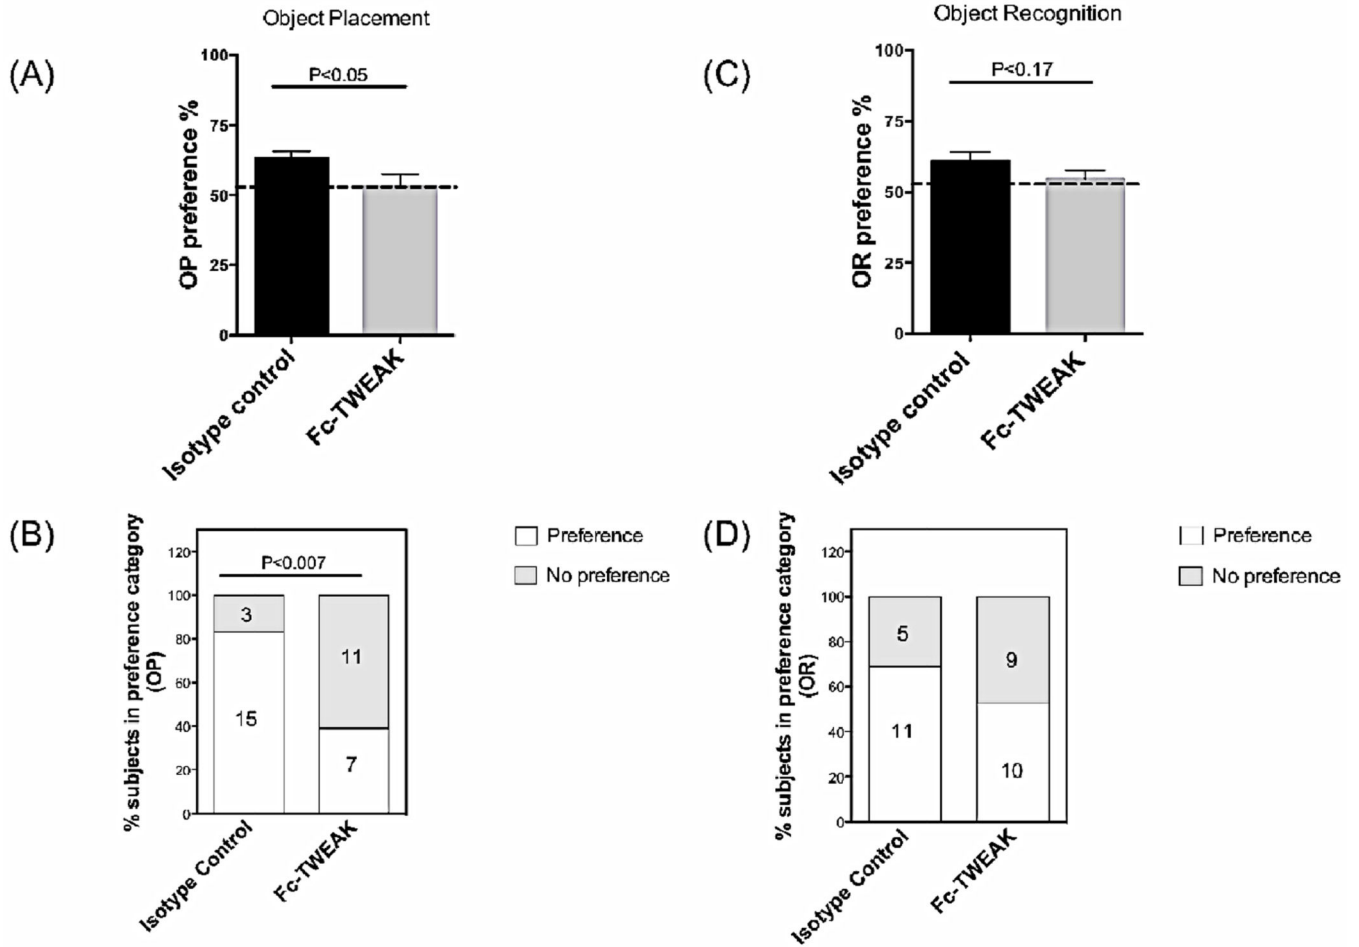 Object Placement
(A)
P<0.05
OP preference %
100
75
50
25
0
Isotype control
Fc-TWEAK
Object Recognition
(C)
P<0.17
OR preference %
100
75
50
25
0
Isotype control
Fc-TWEAK
(B)
% subjects in preference category
(OP)
120
100
80
60
40
20
0
P<0.007
3
11
15
7
Isotype Control
Fc-TWEAK
Preference
No preference
(D)
% subjects in preference category
(OR)
120
100
80
60
40
20
0
5
9
11
10
Isotype Control
Fc-TWEAK
Preference
No preference